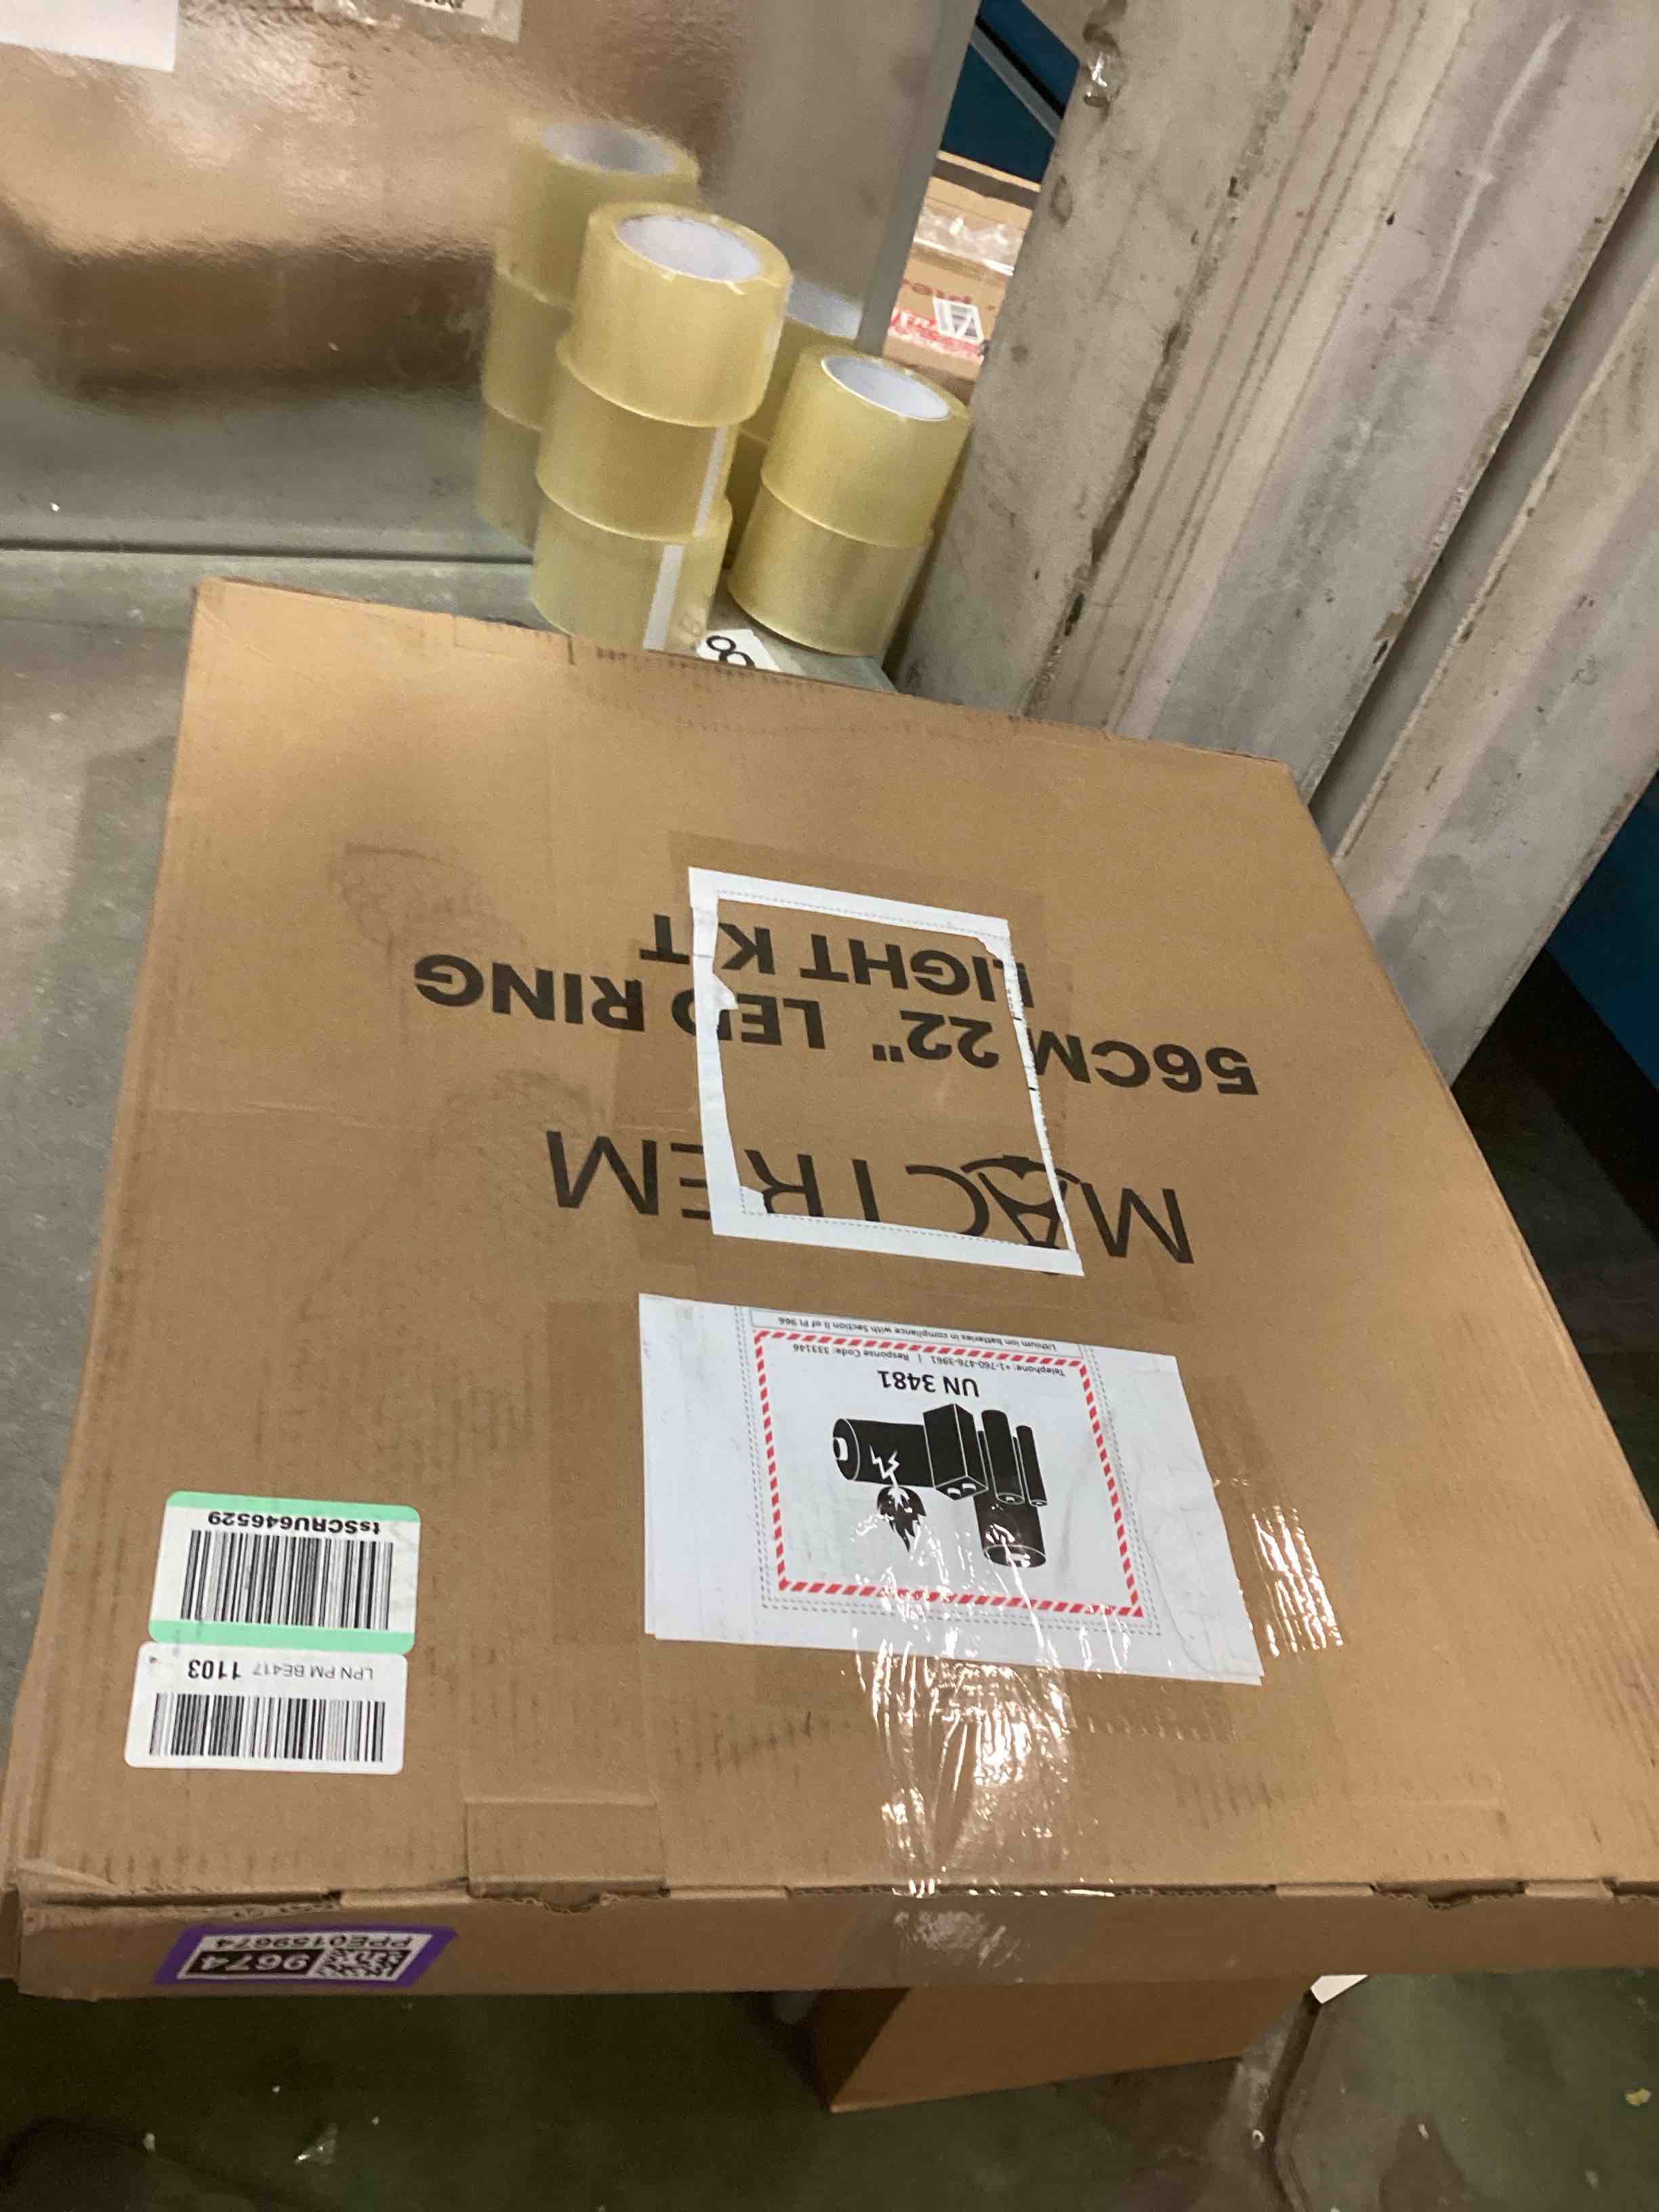 MACTREM
56CM 22" LED RING
LIGHT KIT
Lithium ion batteries in compliance with Section II of PI 966
Telephone: +1-760-476-3961 | Response Code: 333146
UN 3481
tsSCRU646529
LPN PM BE417 1103
9674
PPE0159674
8